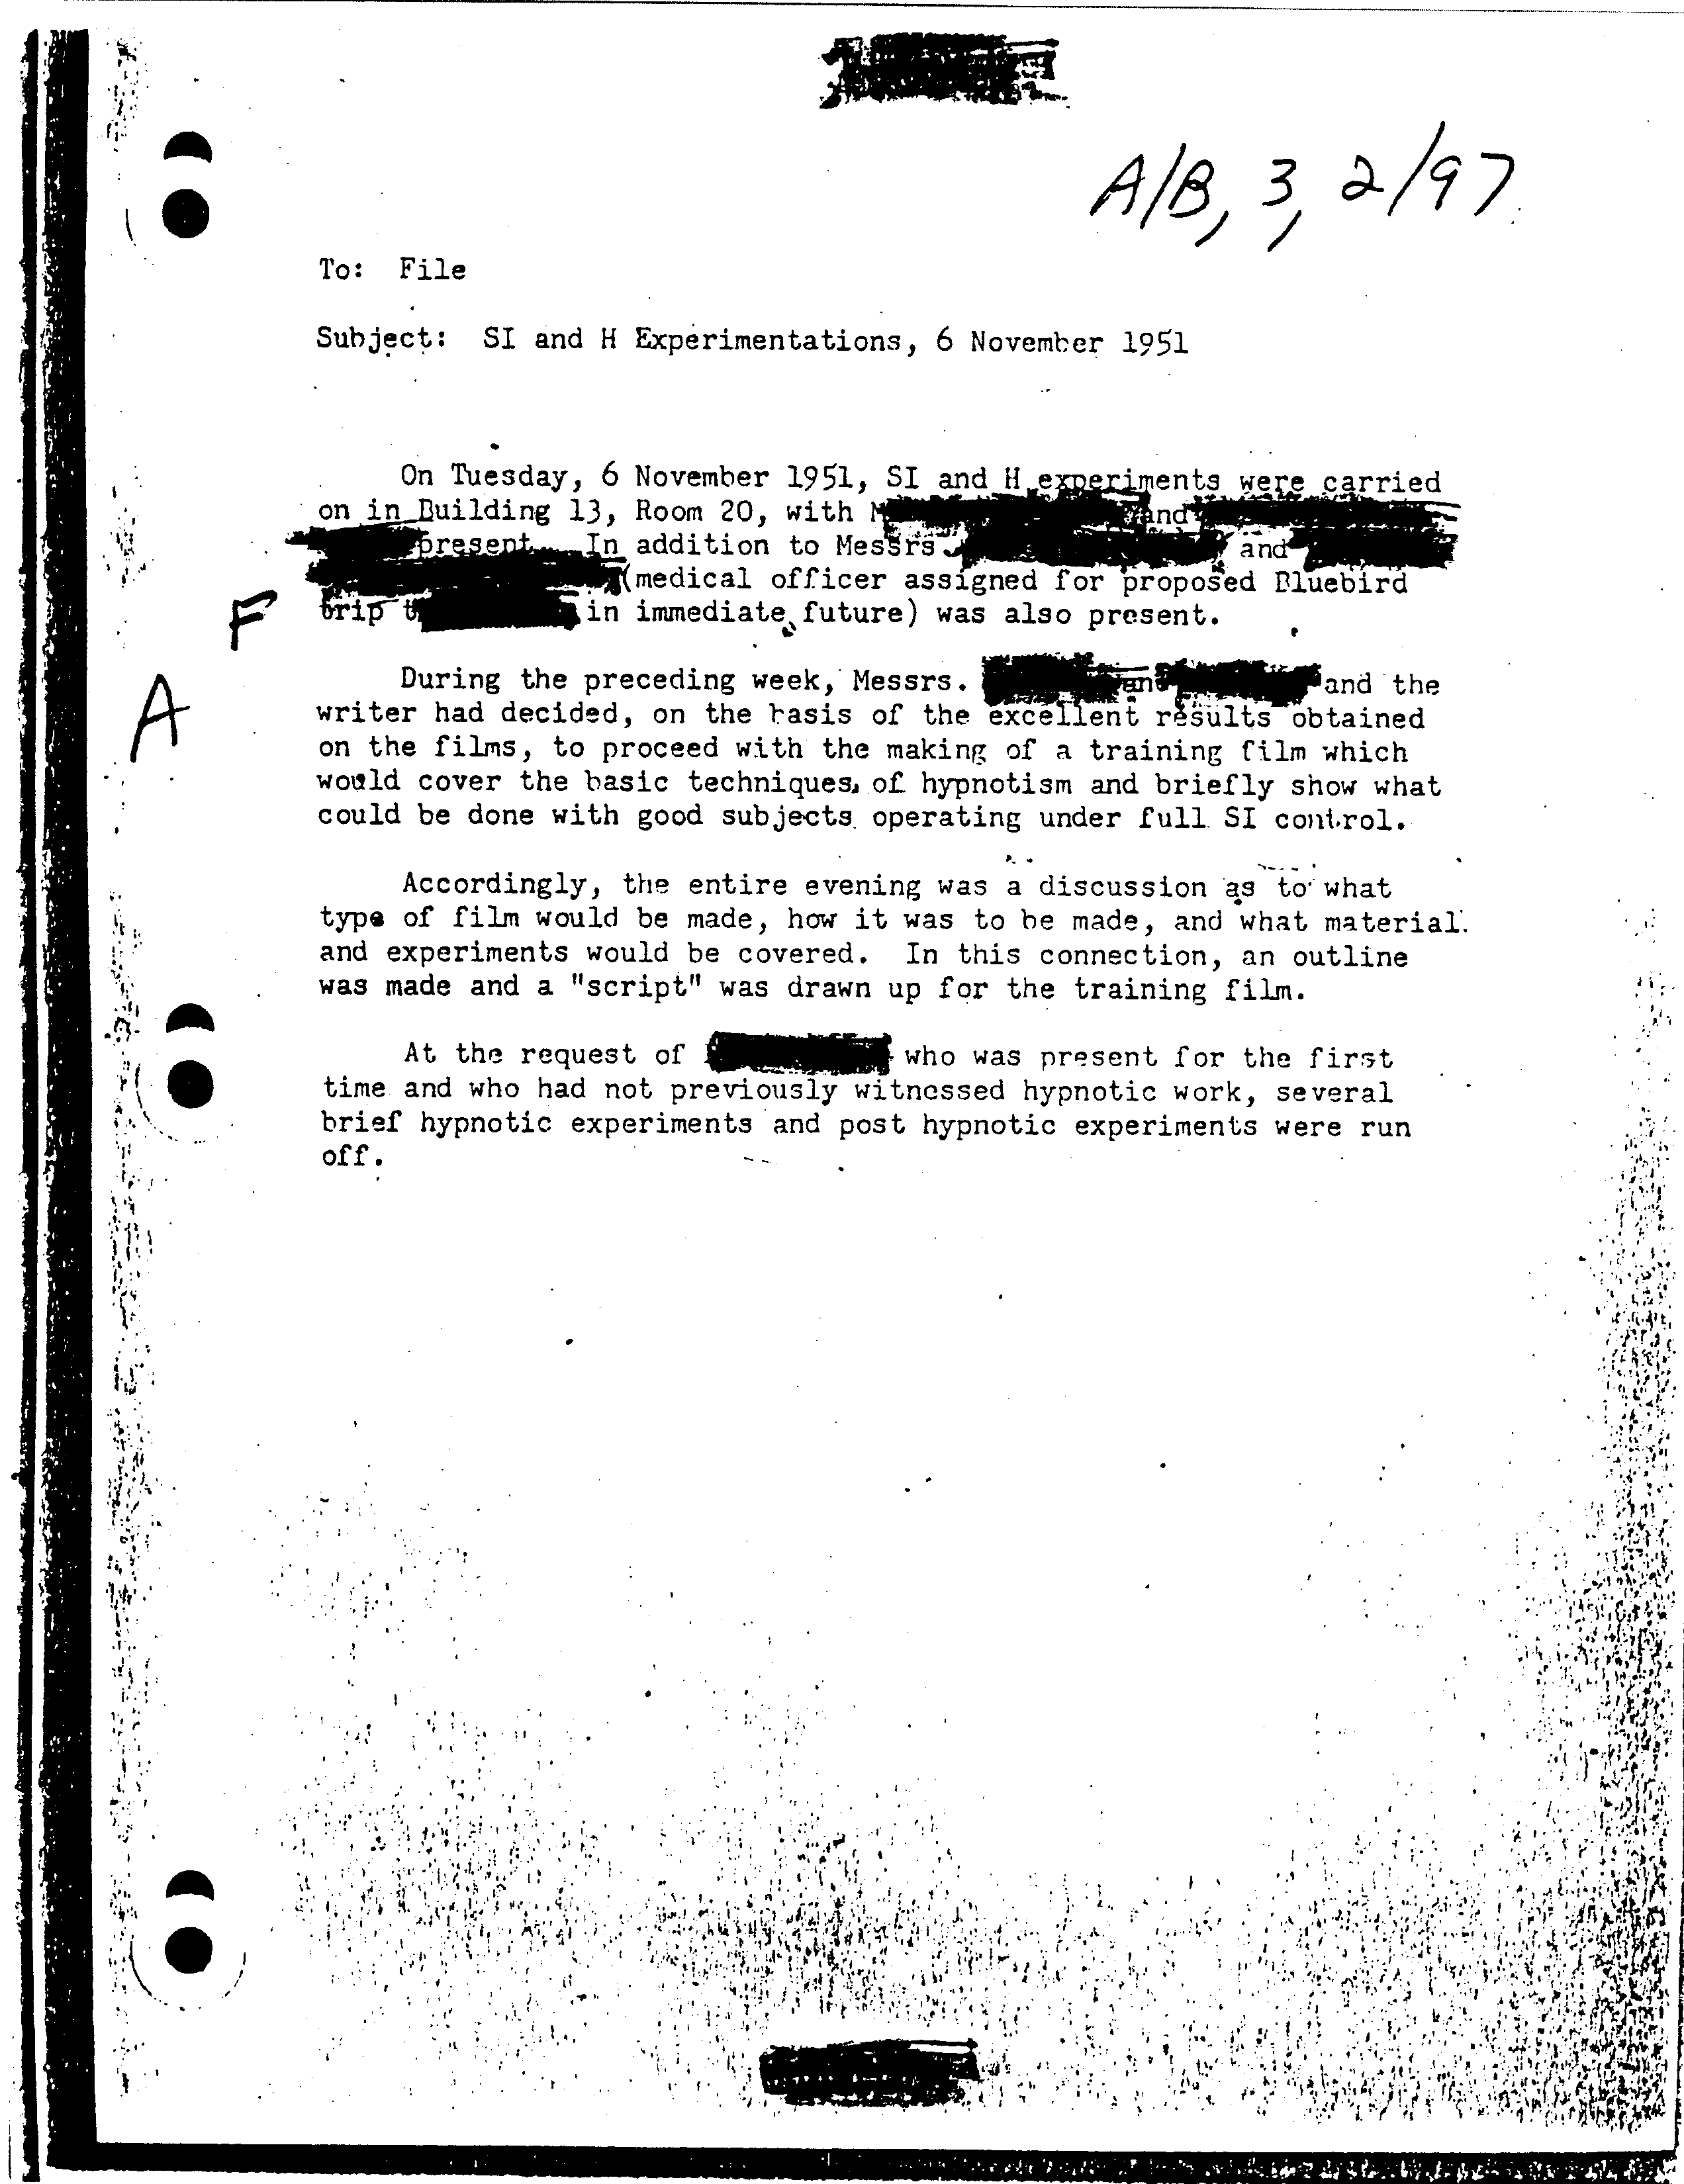 A/B, 3, 2/97
To: File
Subject: SI and H Experimentations, 6 November 1951
On Tuesday, 6 November 1951, SI and H experiments were carried
on in Building 13, Room 20, with and
present. In addition to Messrs and
(medical officer assigned for proposed Bluebird
F
trip in immediate future) was also present.
During the preceding week, Messrs. and and the
A
writer had decided, on the basis of the excellent results obtained
on the films, to proceed with the making of a training film which
would cover the basic techniques of hypnotism and briefly show what
could be done with good subjects operating under full SI control.
Accordingly, the entire evening was a discussion as to what
type of film would be made, how it was to be made, and what material
and experiments would be covered. In this connection, an outline
was made and a "script" was drawn up for the training film.
At the request of who was present for the first
time and who had not previously witnessed hypnotic work, several
brief hypnotic experiments and post hypnotic experiments were run
off.